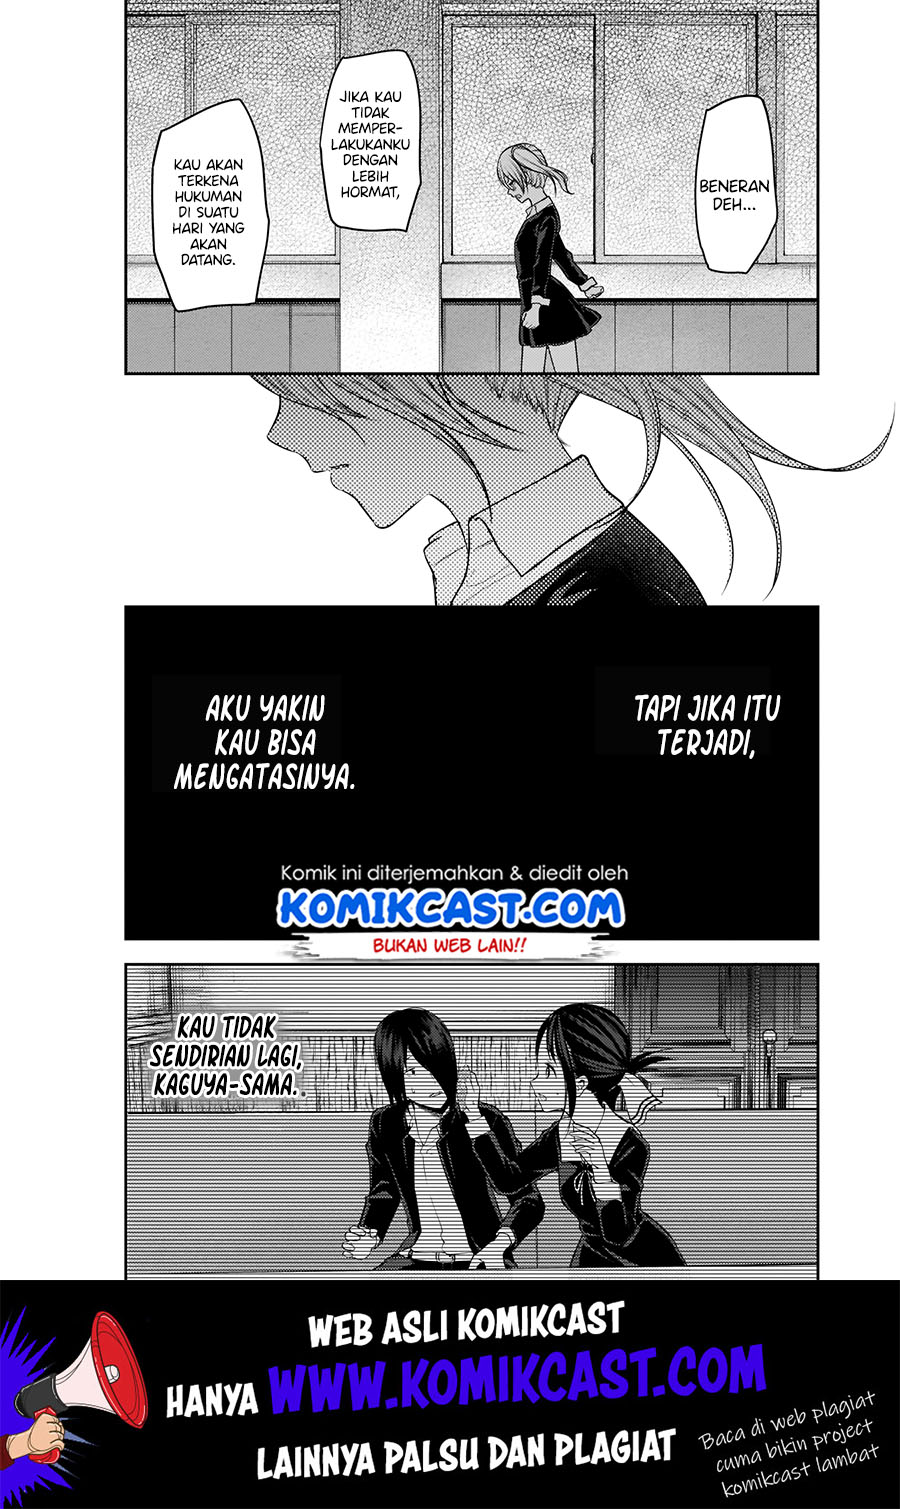 BENERAN
DEH...
JIKA KAU
TIDAK
MEMPER-
LAKUKANKU
DENGAN
LEBIH
HORMAT,
KAU AKAN
TERKENA
HUKUMAN
DI SUATU
HARI YANG
AKAN
DATANG.
TAPI JIKA ITU
TERJADI,
AKU YAKIN
KAU BISA
MENGATASINYA.
Komik ini diterjemahkan & diedit oleh
KOMIKCAST.COM
BUKAN WEB LAIN!!
KAU TIDAK
SENDIRIAN LAGI,
KAGUYA-SAMA.
WEB ASLI KOMIKCAST
HANYA WWW.KOMIKCAST.COM
LAINNYA PALSU DAN PLAGIAT
Baca di web plagiat
cuma bikin project
komikcast lambat